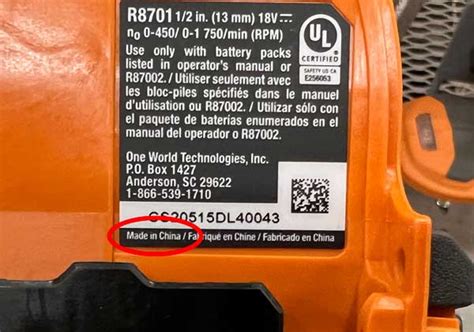 R8701 1/2 in. (13 mm) 18V⎓
n₀ 0-450/ 0-1 750/min (RPM)
Use only with battery packs
listed in operator's manual or
R87002. / Utiliser seulement avec
les bloc-piles spécifiés dans le manuel
d'utilisation ou R87002. / Utilizar sólo con
el paquete de baterías enumerados en el
manual del operador o R87002.
UL
CERTIFIED
SAFETY US CA
E256053
One World Technologies, Inc.
P.O. Box 1427
Anderson, SC 29622
1-866-539-1710
CS20515DL40043
Made in China / Fabriqué en Chine / Fabricado en China